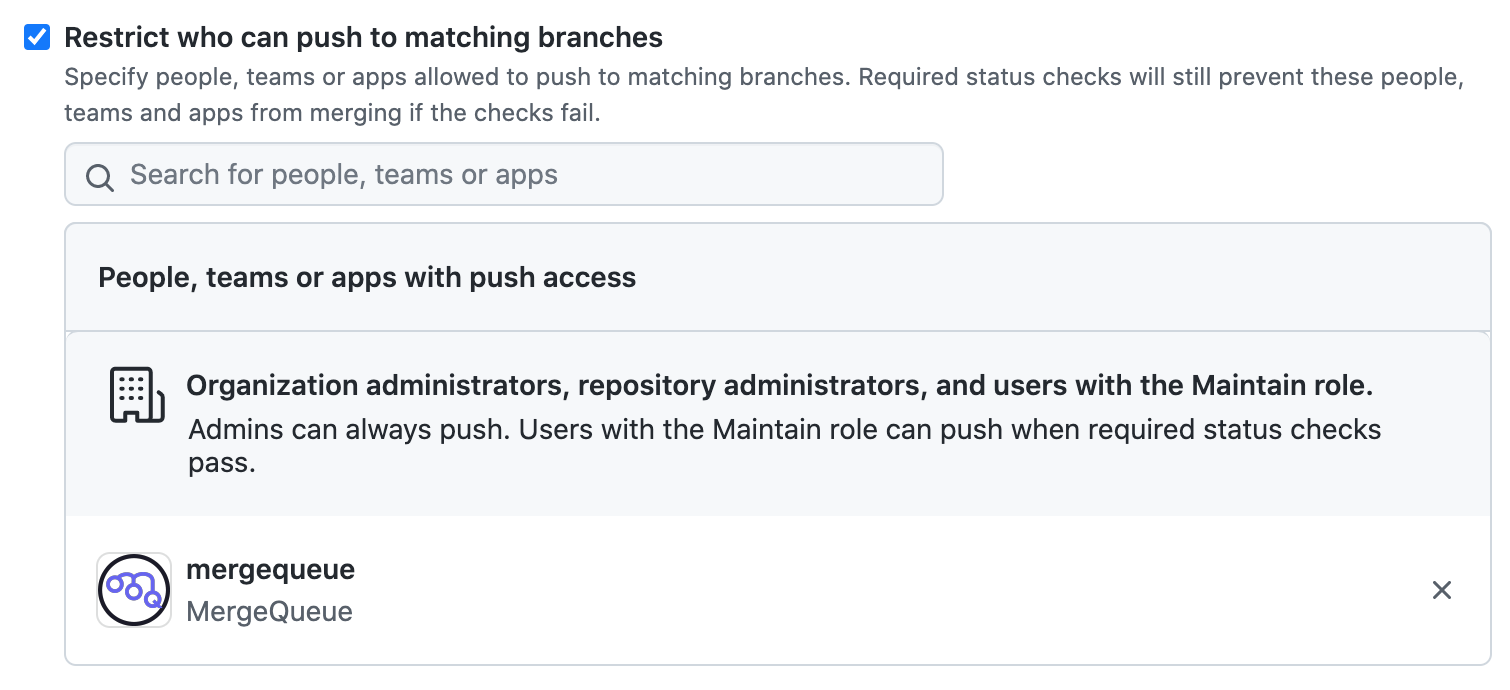 Restrict who can push to matching branches
Specify people, teams or apps allowed to push to matching branches. Required status checks will still prevent these people,
teams and apps from merging if the checks fail.
Search for people, teams or apps
People, teams or apps with push access
Organization administrators, repository administrators, and users with the Maintain role.
Admins can always push. Users with the Maintain role can push when required status checks
pass.
mergequeue
MergeQueue